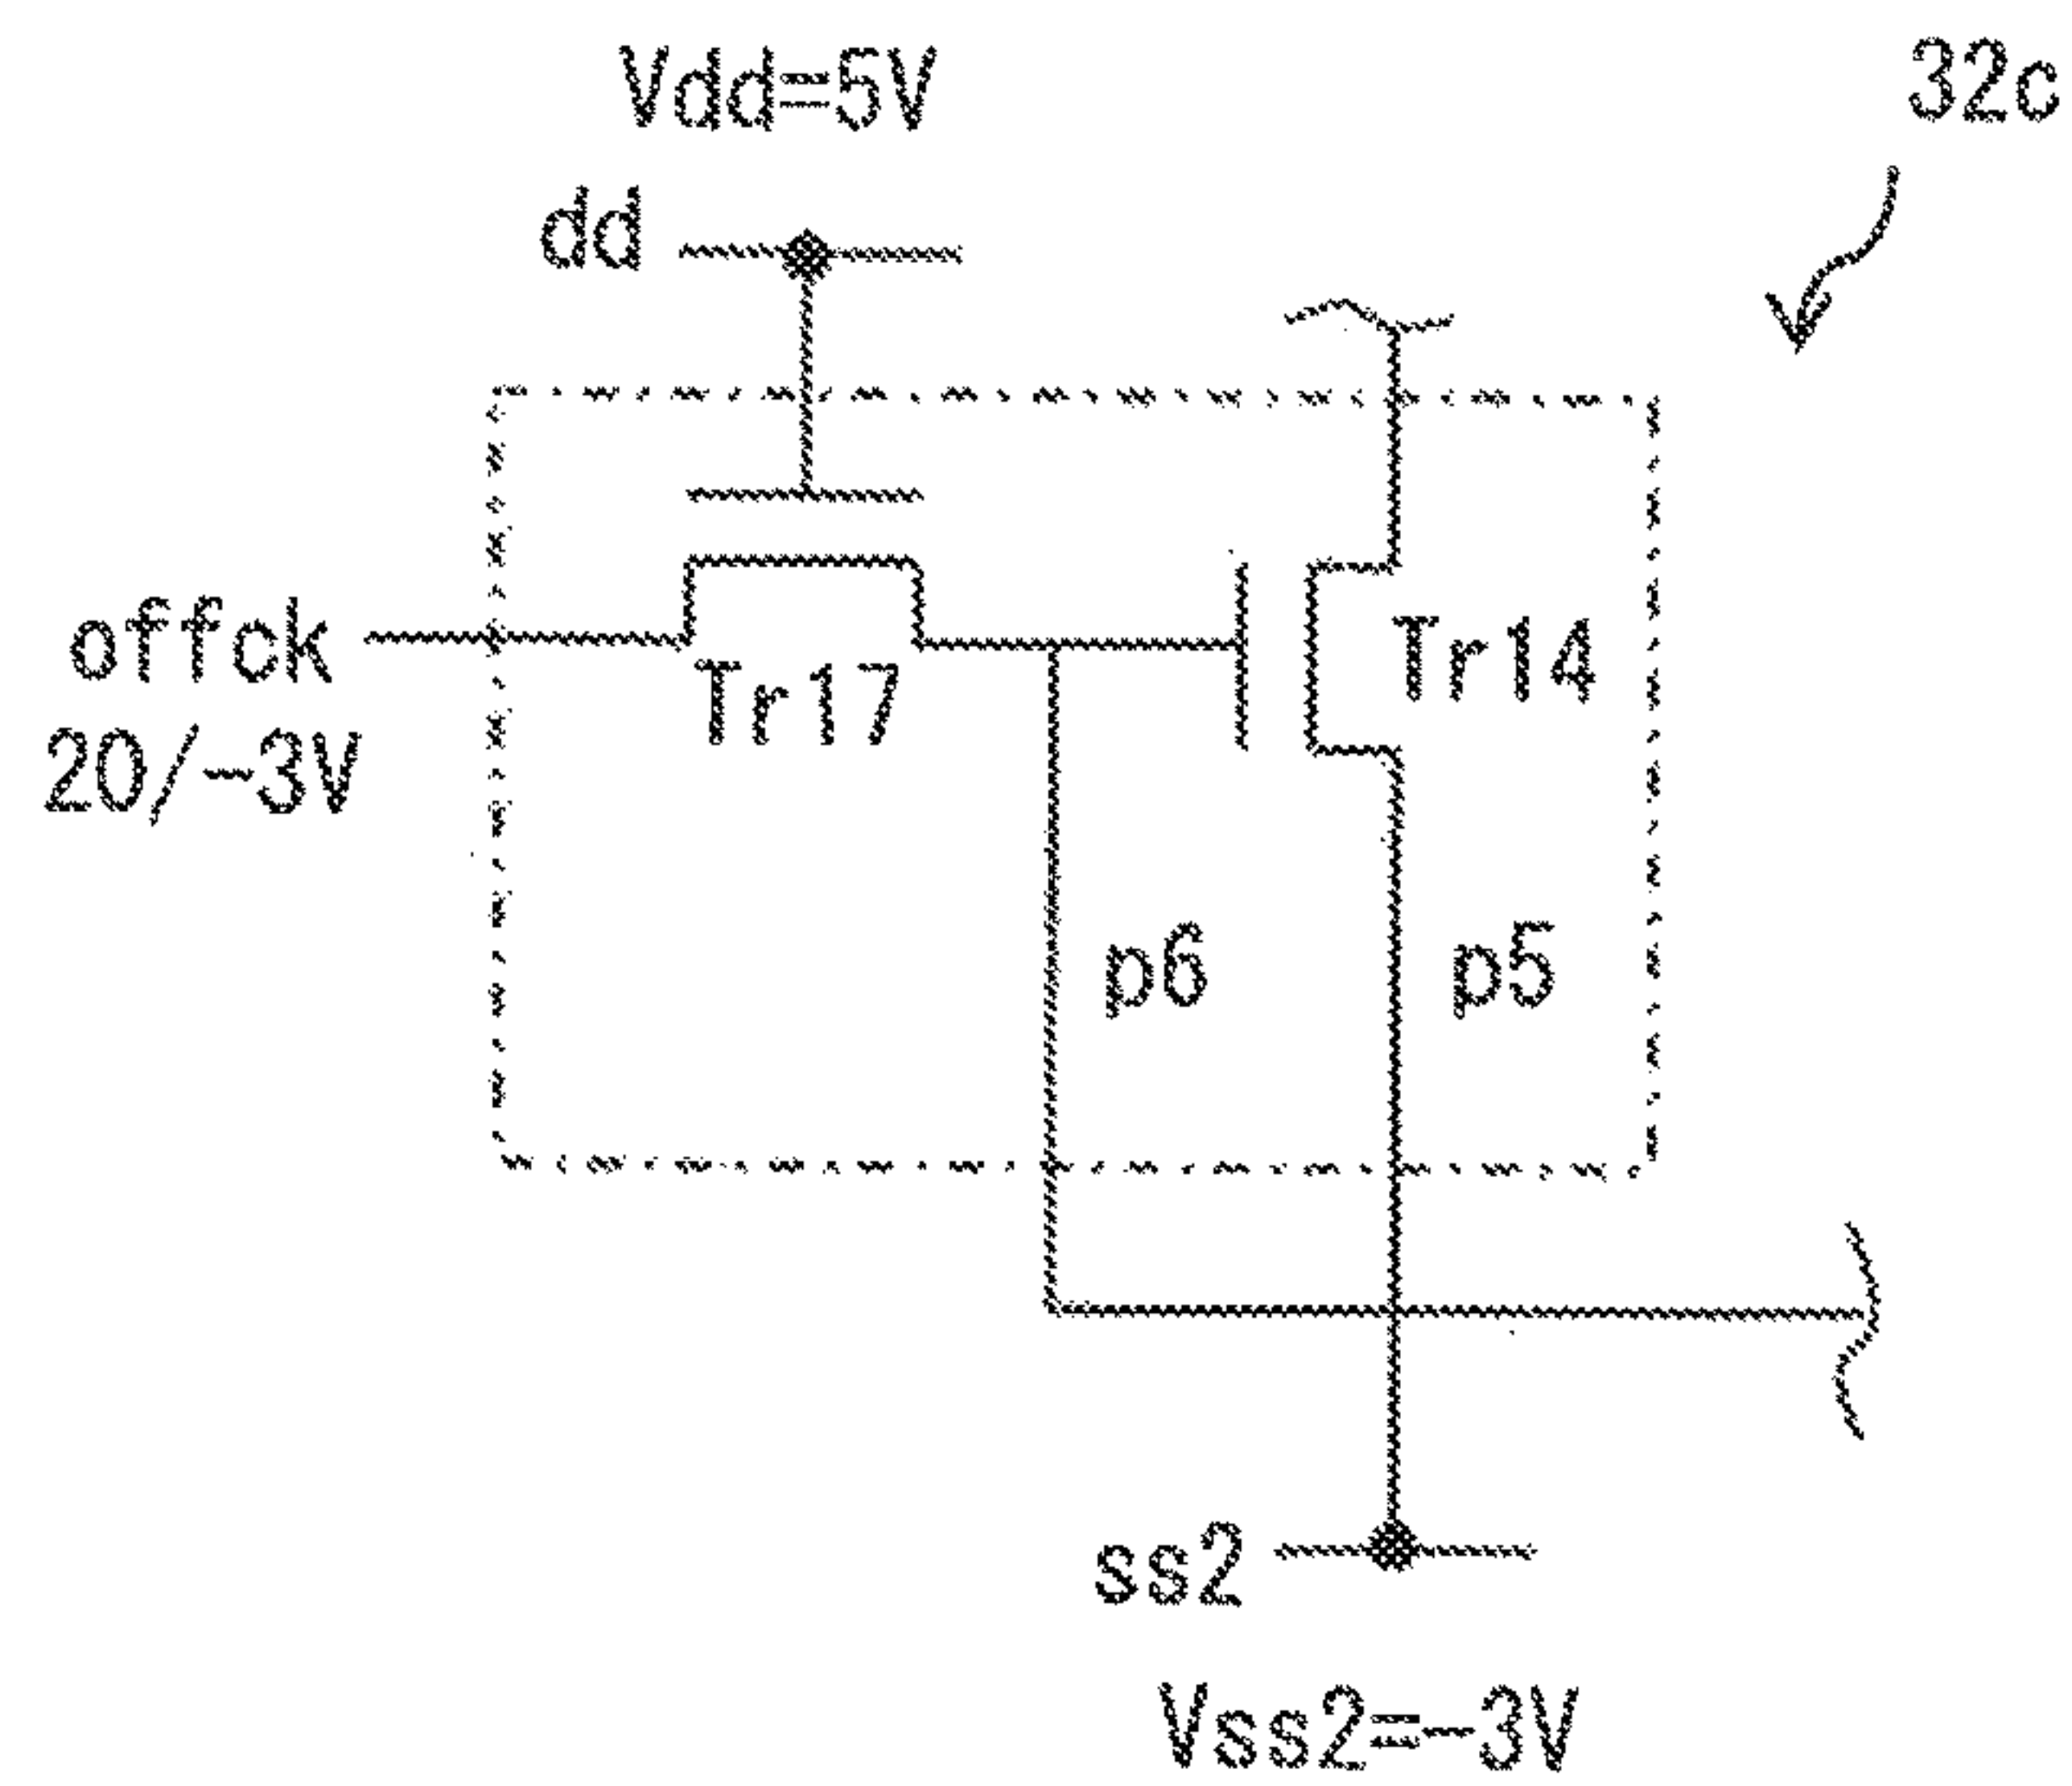 Vdd=5V
32c
dd
offck
20/-3V
Tr17
Tr14
p6
p5
ss2
Vss2=-3V